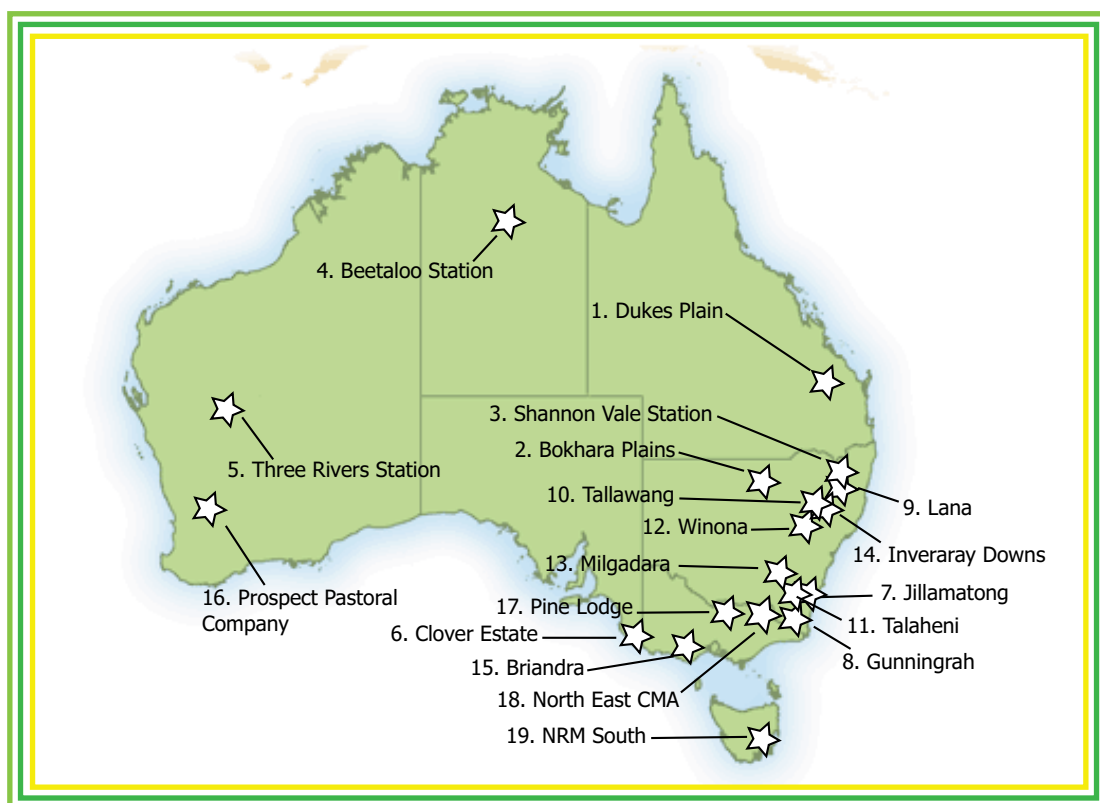 4. Beetaloo Station
1. Dukes Plain
3. Shannon Vale Station
2. Bokhara Plains
5. Three Rivers Station
10. Tallawang
9. Lana
12. Winona
14. Inveraray Downs
13. Milgadara
7. Jillamatong
16. Prospect Pastoral
Company
17. Pine Lodge
11. Talaheni
6. Clover Estate
8. Gunningrah
15. Briandra
18. North East CMA
19. NRM South